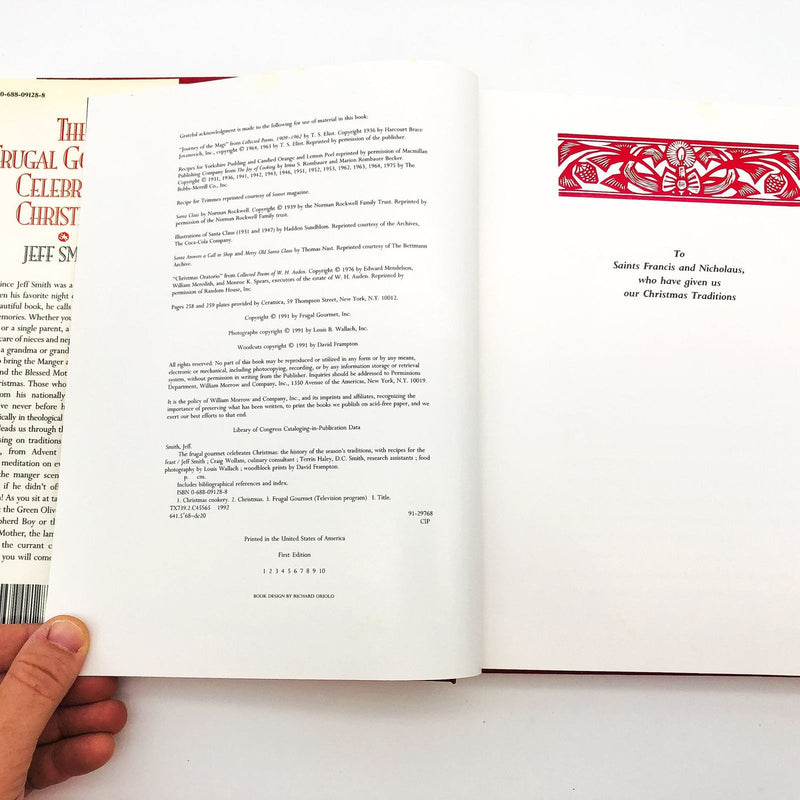 0-688-09128-8
THE
FRUGAL GO
CELEBR
CHRIST
JEFF SM
ince Jeff Smith was a
en his favorite night o
eautiful book, he calls
emories. Whether you
or a single parent, a
care of nieces and nep
a grandma or grand
o bring the Manger a
nd the Blessed Mot
hristmas. Those who
om his nationally
ve never before h
ically in theological
leads us through th
sing on traditions
s, from Advent
meditation on ev
the manger scen
if he didn't off
! As you sit at ta
t the Green Olive
pherd Boy or th
Mother, the lam
the currant c
you will come
Grateful acknowledgment is made to the following for use of material in this book:
"Journey of the Magi" from Collected Poems, 1909-1962 by T. S. Eliot. Copyright 1936 by Harcourt Brace
Jovanovich, Inc., copyright © 1964, 1963 by T. S. Eliot. Reprinted by permission of the publisher.
Recipes for Yorkshire Pudding and Candied Orange and Lemon Peel reprinted by permission of Macmillan
Publishing Company from The Joy of Cooking by Irma S. Rombauer and Marion Rombauer Becker.
Copyright © 1931, 1936, 1941, 1942, 1943, 1946, 1951, 1952, 1953, 1962, 1963, 1964, 1975 by The
Bobbs-Merrill Co., Inc.
Recipe for Trimmes reprinted courtesy of Saveur magazine.
Santa Claus by Norman Rockwell. Copyright © 1939 by the Norman Rockwell Family Trust. Reprinted by
permission of the Norman Rockwell Family trust.
Illustrations of Santa Claus (1931 and 1947) by Haddon Sundblom. Reprinted courtesy of the Archives,
The Coca-Cola Company.
Santa Answers a Call to Shop and Merry Old Santa Claus by Thomas Nast. Reprinted courtesy of The Bettmann
Archive.
"Christmas Oratorio" from Collected Poems of W. H. Auden. Copyright © 1976 by Edward Mendelson,
William Meredith, and Monroe K. Spears, executors of the estate of W. H. Auden. Reprinted by
permission of Random House, Inc.
Pages 258 and 259 plates provided by Ceramica, 59 Thompson Street, New York, N.Y. 10012.
Copyright © 1991 by Frugal Gourmet, Inc.
Photographs copyright © 1991 by Louis B. Wallach, Inc.
Woodcuts copyright © 1991 by David Frampton
All rights reserved. No part of this book may be reproduced or utilized in any form or by any means,
electronic or mechanical, including photocopying, recording, or by any information storage or retrieval
system, without permission in writing from the Publisher. Inquiries should be addressed to Permissions
Department, William Morrow and Company, Inc., 1350 Avenue of the Americas, New York, N.Y. 10019.
It is the policy of William Morrow and Company, Inc., and its imprints and affiliates, recognizing the
importance of preserving what has been written, to print the books we publish on acid-free paper, and we
exert our best efforts to that end.
Library of Congress Cataloging-in-Publication Data
Smith, Jeff.
The frugal gourmet celebrates Christmas: the history of the season's traditions, with recipes for the
feast / Jeff Smith ; Craig Wollam, culinary consultant ; Terrin Haley, D.C. Smith, research assistants ; food
photography by Louis Wallach ; woodblock prints by David Frampton.
p. cm.
Includes bibliographical references and index.
ISBN 0-688-09128-8
1. Christmas cookery. 2. Christmas. 3. Frugal Gourmet (Television program) I. Title.
TX739.2.C45S65 1992
641.5'68-dc20 91-29768
CIP
Printed in the United States of America
First Edition
1 2 3 4 5 6 7 8 9 10
BOOK DESIGN BY RICHARD ORIOLO
To
Saints Francis and Nicholaus,
who have given us
our Christmas Traditions